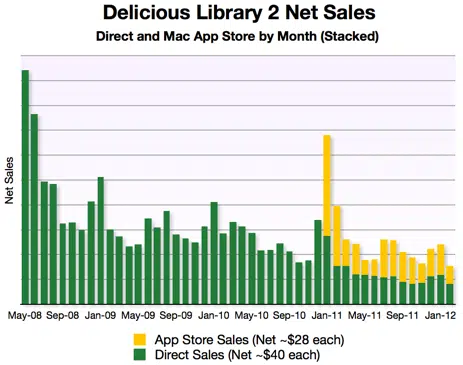 Delicious Library 2 Net Sales
Direct and Mac App Store by Month (Stacked)
Net Sales
May-08 Sep-08 Jan-09 May-09 Sep-09 Jan-10 May-10 Sep-10 Jan-11 May-11 Sep-11 Jan-12
App Store Sales (Net ~$28 each)
Direct Sales (Net ~$40 each)